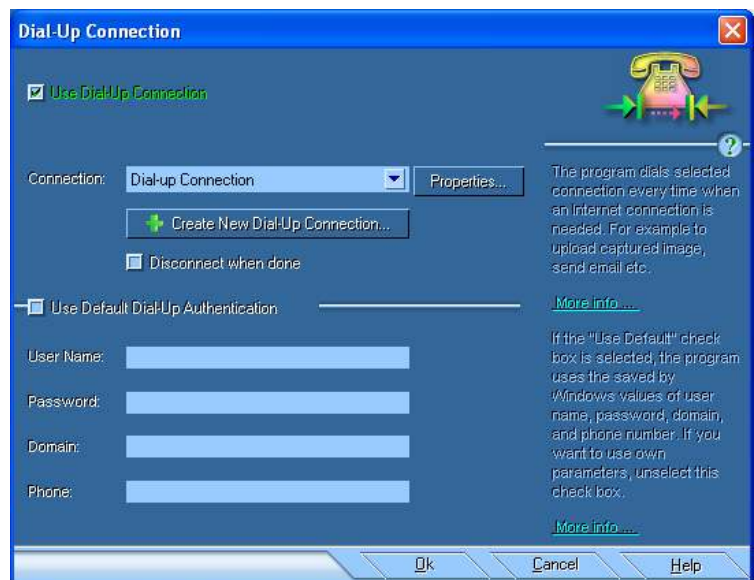 Dial-Up Connection
Use Dial-Up Connection
Connection:
Dial-up Connection
Properties...
Create New Dial-Up Connection...
Disconnect when done
Use Default Dial-Up Authentication
User Name:
Password:
Domain:
Phone:
?
The program dials selected
connection every time when
an Internet connection is
needed. For example to
upload captured image,
send email etc.
More info ...
If the "Use Default" check
box is selected, the program
uses the saved by
Windows values of user
name, password, domain,
and phone number. If you
want to use own
parameters, unselect this
check box.
More info ...
Ok
Cancel
Help